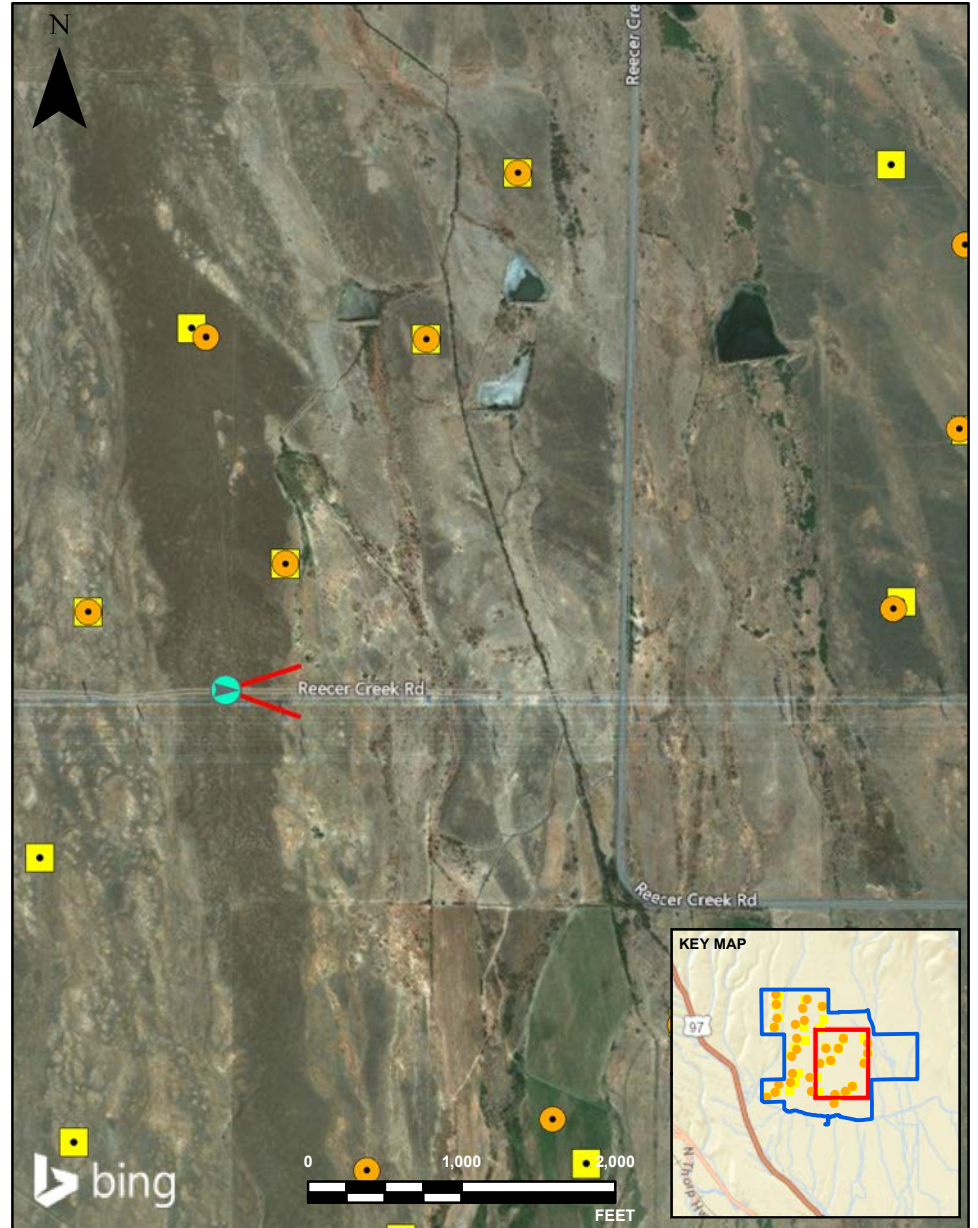 N
Reecer Cre
Reecer Creek Rd
Reecer Creek Rd
KEY MAP
97
N Thorp H
bing
0 1,000 2,000
FEET